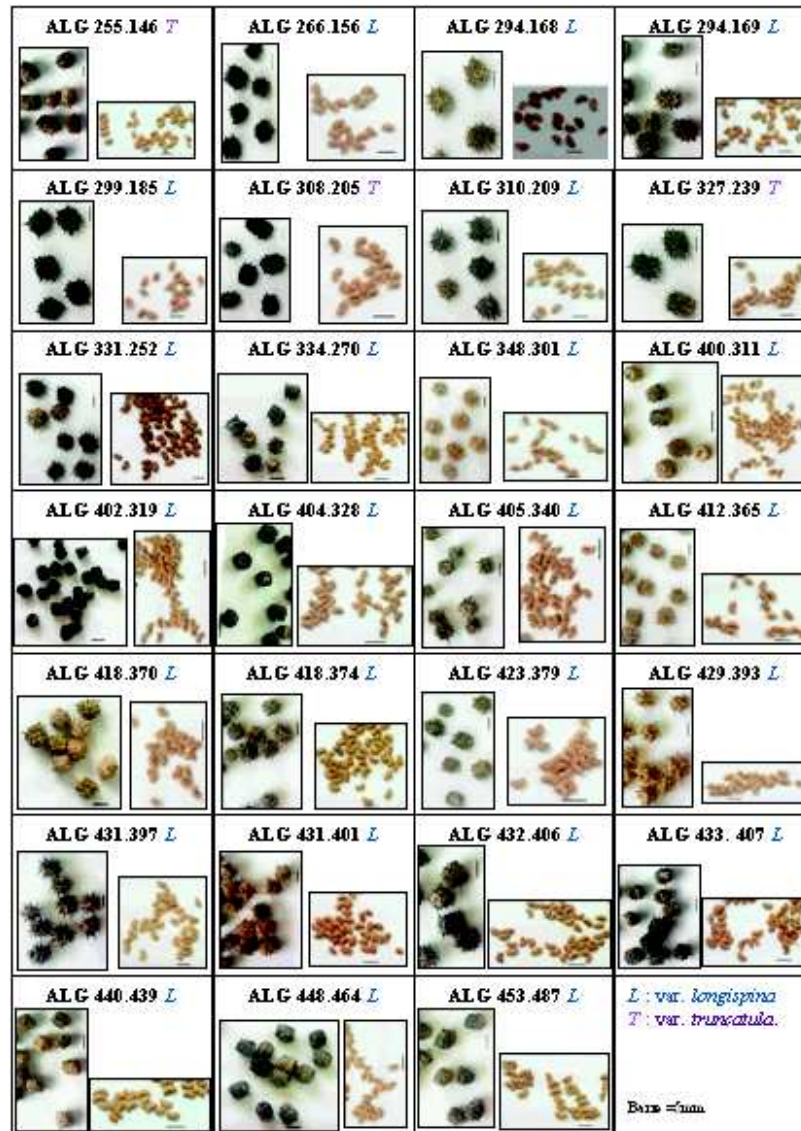 ALG 255.146 T
ALG 266.156 L
ALG 294.168 L
ALG 294.169 L
ALG 299.185 L
ALG 308.205 T
ALG 310.209 L
ALG 327.239 T
ALG 331.252 L
ALG 334.270 L
ALG 348.301 L
ALG 400.311 L
ALG 402.319 L
ALG 404.328 L
ALG 405.340 L
ALG 412.365 L
ALG 418.370 L
ALG 418.374 L
ALG 423.379 L
ALG 429.393 L
ALG 431.397 L
ALG 431.401 L
ALG 432.406 L
ALG 433. 407 L
ALG 440.439 L
ALG 448.464 L
ALG 453.487 L
L : var. longispina
T : var. truncatula.